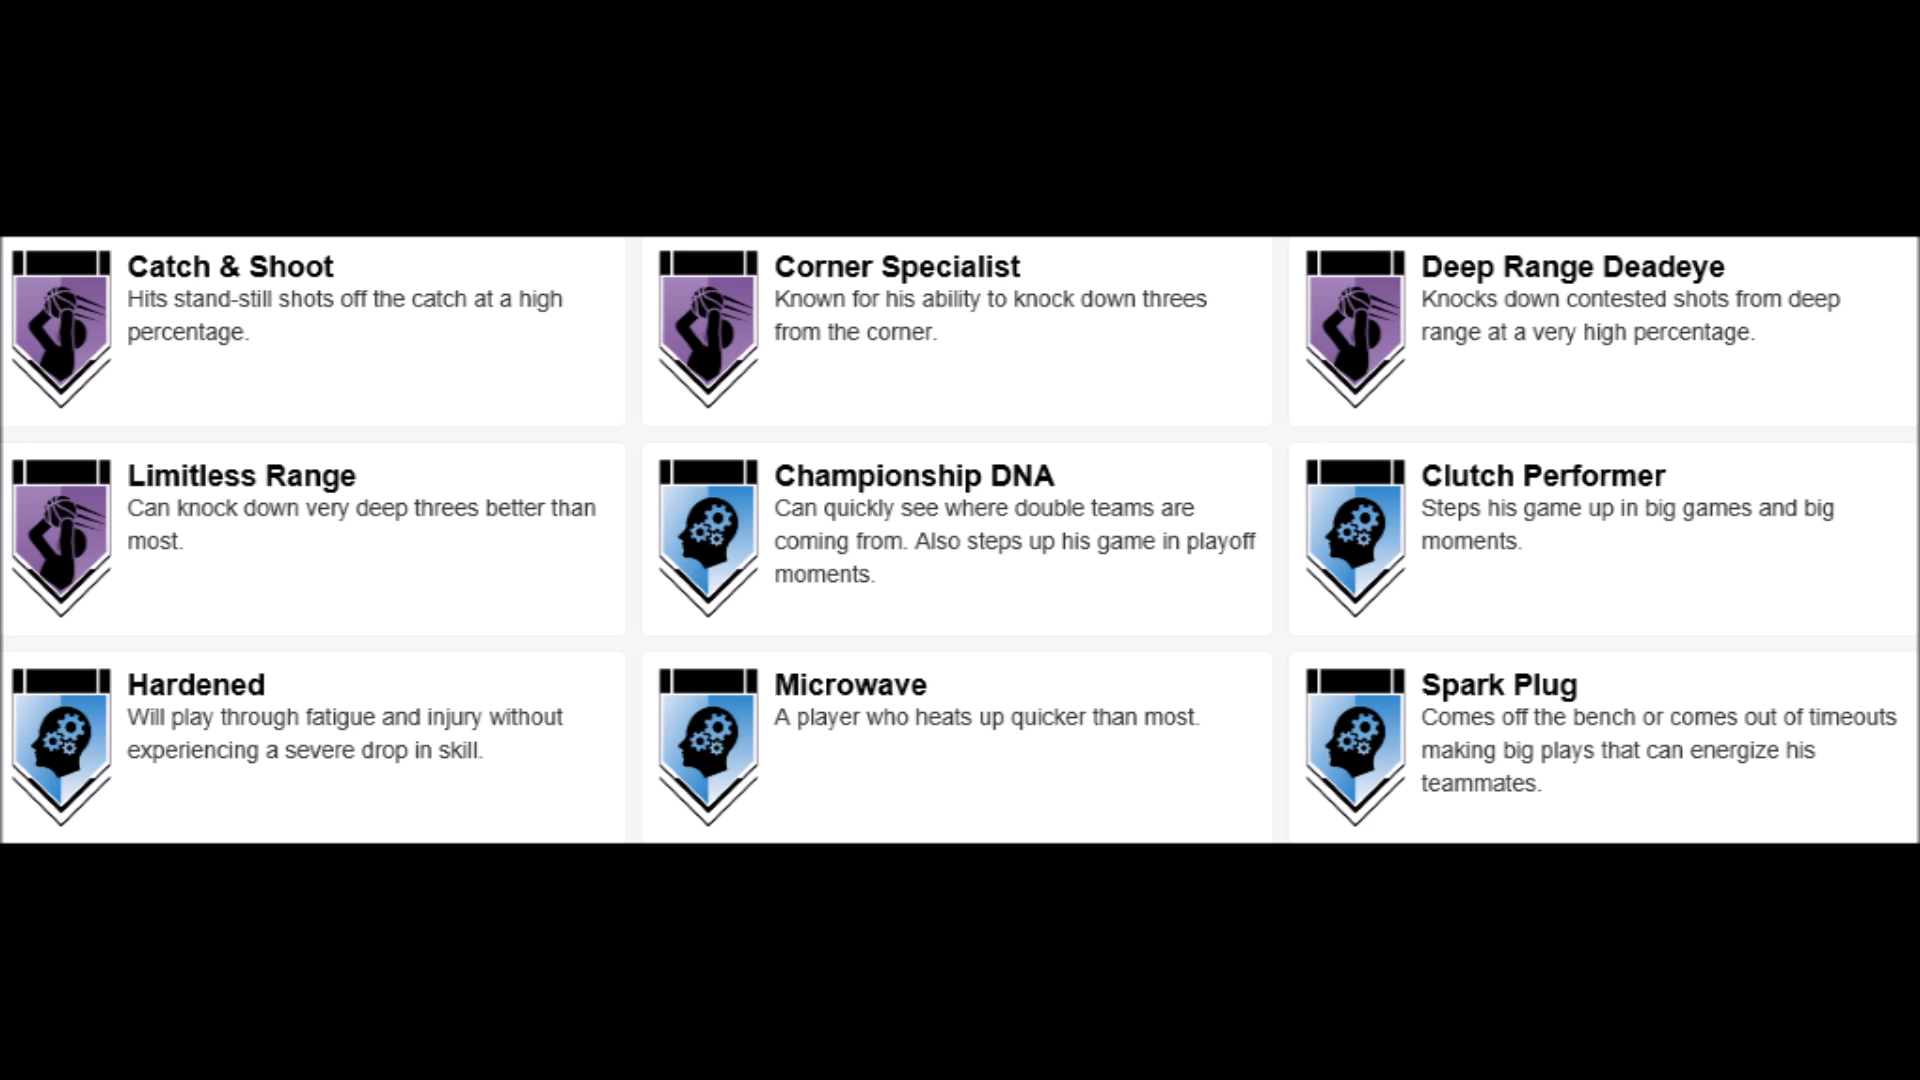 Catch & Shoot
Hits stand-still shots off the catch at a high
percentage.
Corner Specialist
Known for his ability to knock down threes
from the corner.
Deep Range Deadeye
Knocks down contested shots from deep
range at a very high percentage.
Limitless Range
Can knock down very deep threes better than
most.
Championship DNA
Can quickly see where double teams are
coming from. Also steps up his game in playoff
moments.
Clutch Performer
Steps his game up in big games and big
moments.
Hardened
Will play through fatigue and injury without
experiencing a severe drop in skill.
Microwave
A player who heats up quicker than most.
Spark Plug
Comes off the bench or comes out of timeouts
making big plays that can energize his
teammates.